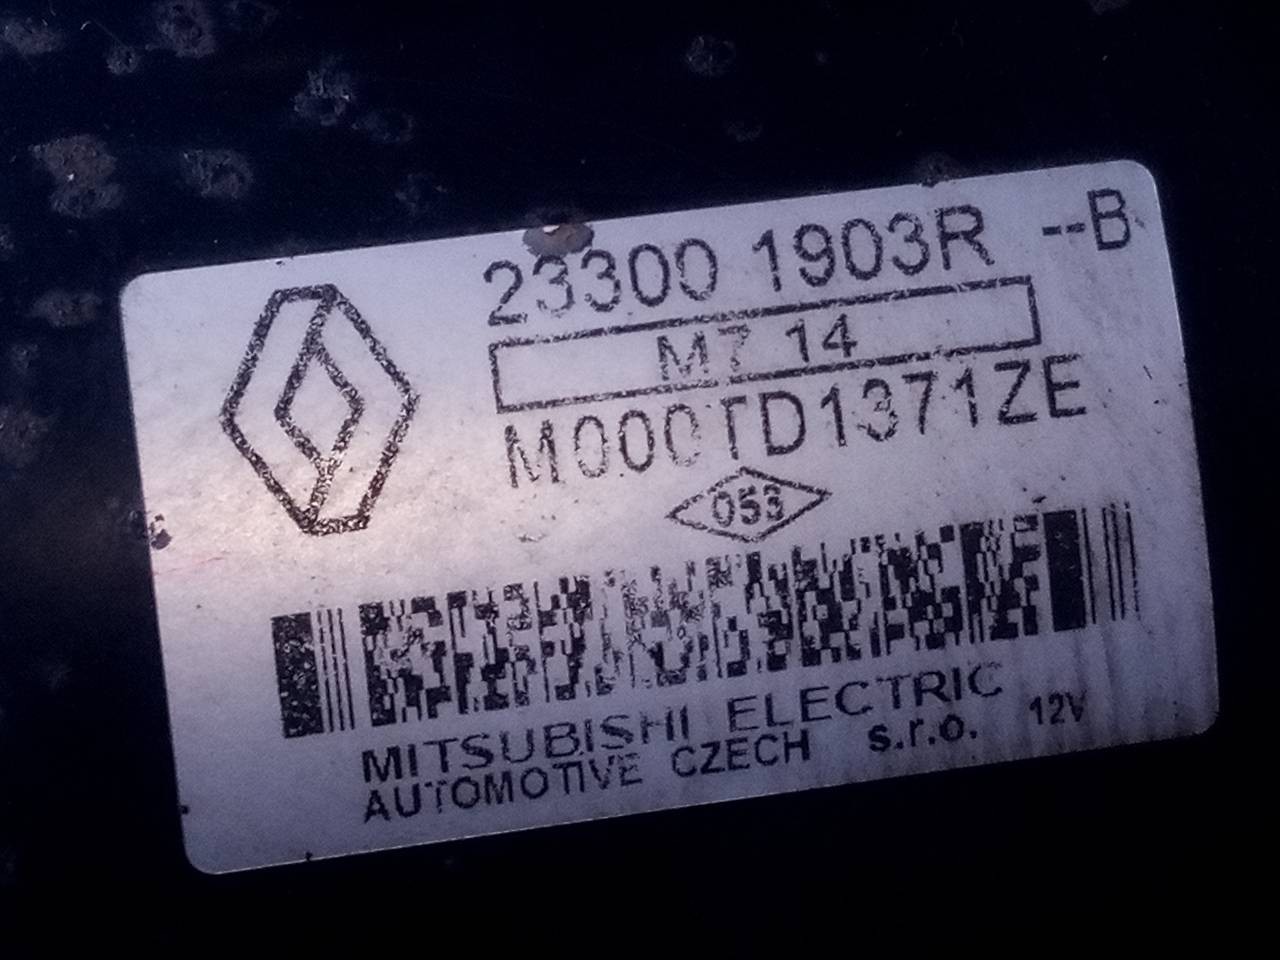 23300 1903R --B
M7 14
M000TD1371ZE
053
MITSUBISHI ELECTRIC
AUTOMOTIVE CZECH s.r.o. 12V